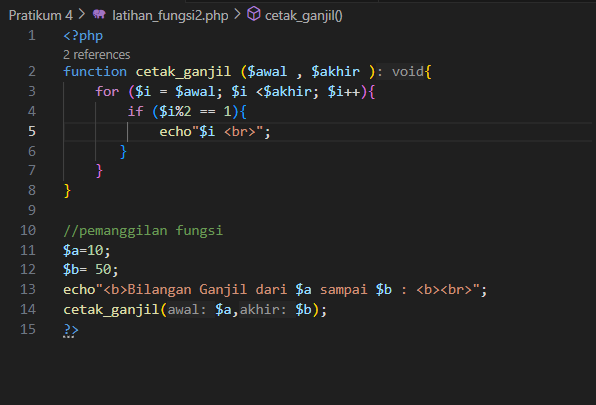 Pratikum 4 > latihan_fungsi2.php > cetak_ganjil()
1 <?php
2 references
2 function cetak_ganjil ($awal , $akhir ): void{
3 for ($i = $awal; $i <$akhir; $i++){
4 if ($i%2 == 1){
5 echo"$i <br>";
6 }
7 }
8 }
9
10 //pemanggilan fungsi
11 $a=10;
12 $b= 50;
13 echo"<b>Bilangan Ganjil dari $a sampai $b : <b><br>";
14 cetak_ganjil(awal: $a,akhir: $b);
15 ?>